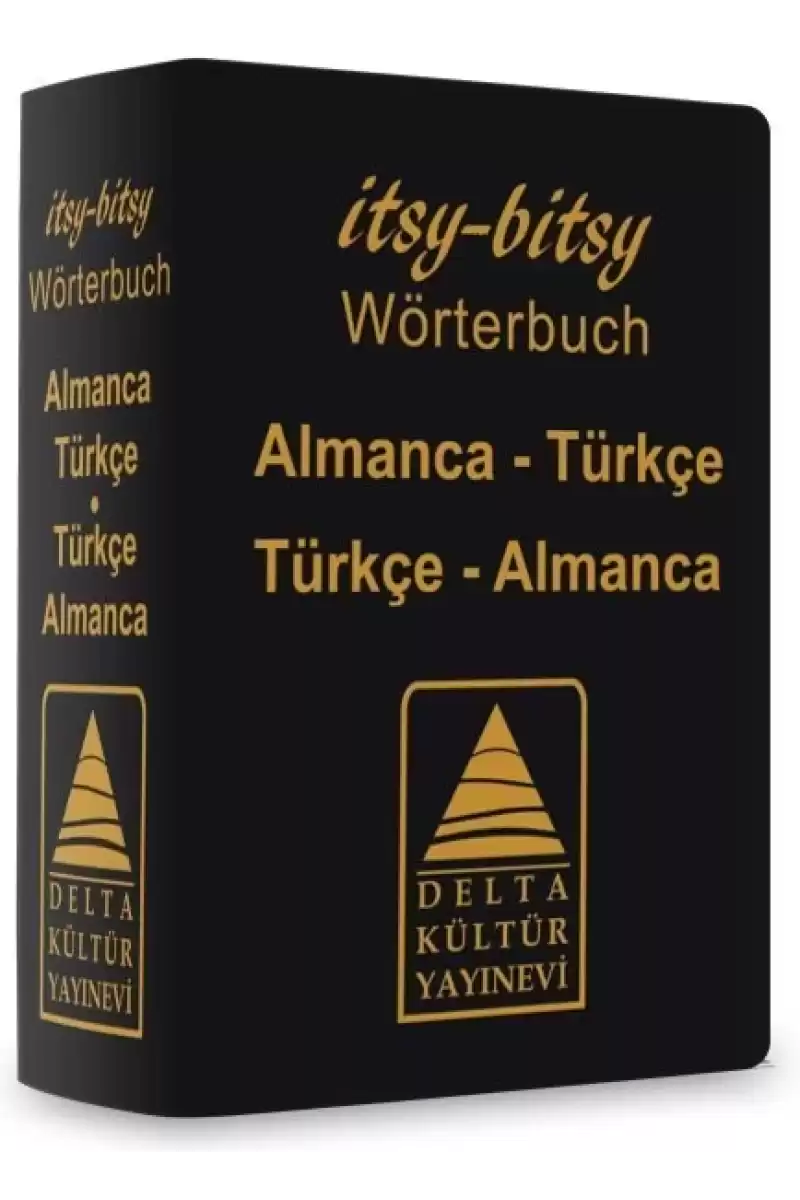 itsy-bitsy
Wörterbuch
Almanca
Türkçe
•
Türkçe
Almanca
DELTA
KÜLTÜR
YAYINEVİ
itsy-bitsy
Wörterbuch
Almanca - Türkçe
Türkçe - Almanca
DELTA
KÜLTÜR
YAYINEVİ